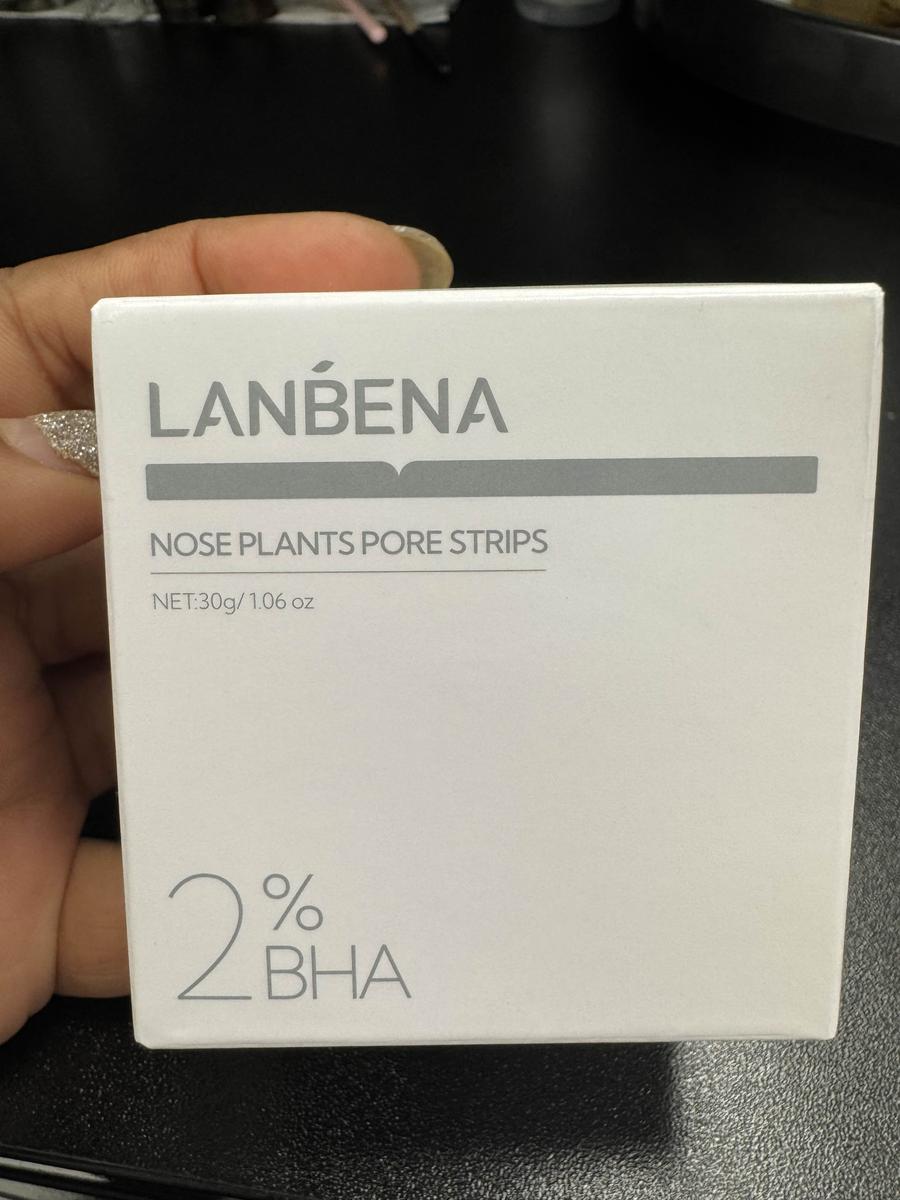 LANBENA
NOSE PLANTS PORE STRIPS
NET:30g/ 1.06 oz
2%
BHA